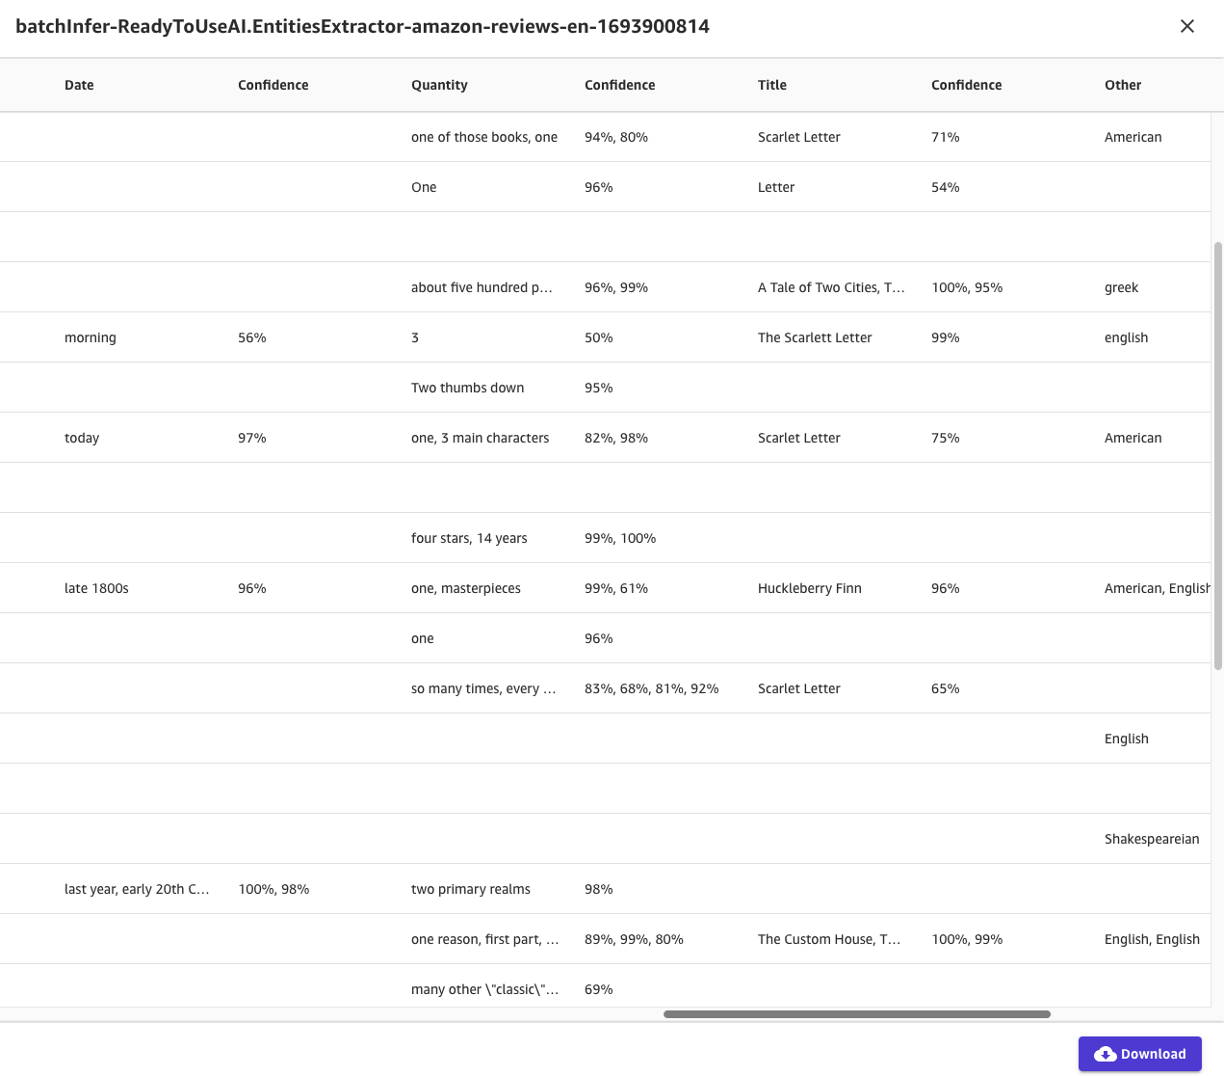 batchInfer-ReadyToUseAI.EntitiesExtractor-amazon-reviews-en-1693900814
Date Confidence Quantity Confidence Title Confidence Other
one of those books, one 94%, 80% Scarlet Letter 71% American
One 96% Letter 54%
about five hundred p... 96%, 99% A Tale of Two Cities, T... 100%, 95% greek
morning 56% 3 50% The Scarlett Letter 99% english
Two thumbs down 95%
today 97% one, 3 main characters 82%, 98% Scarlet Letter 75% American
four stars, 14 years 99%, 100%
late 1800s 96% one, masterpieces 99%, 61% Huckleberry Finn 96% American, English
one 96%
so many times, every ... 83%, 68%, 81%, 92% Scarlet Letter 65%
English
Shakespeareian
last year, early 20th C... 100%, 98% two primary realms 98%
one reason, first part, ... 89%, 99%, 80% The Custom House, T... 100%, 99% English, English
many other \"classic\"... 69%
Download